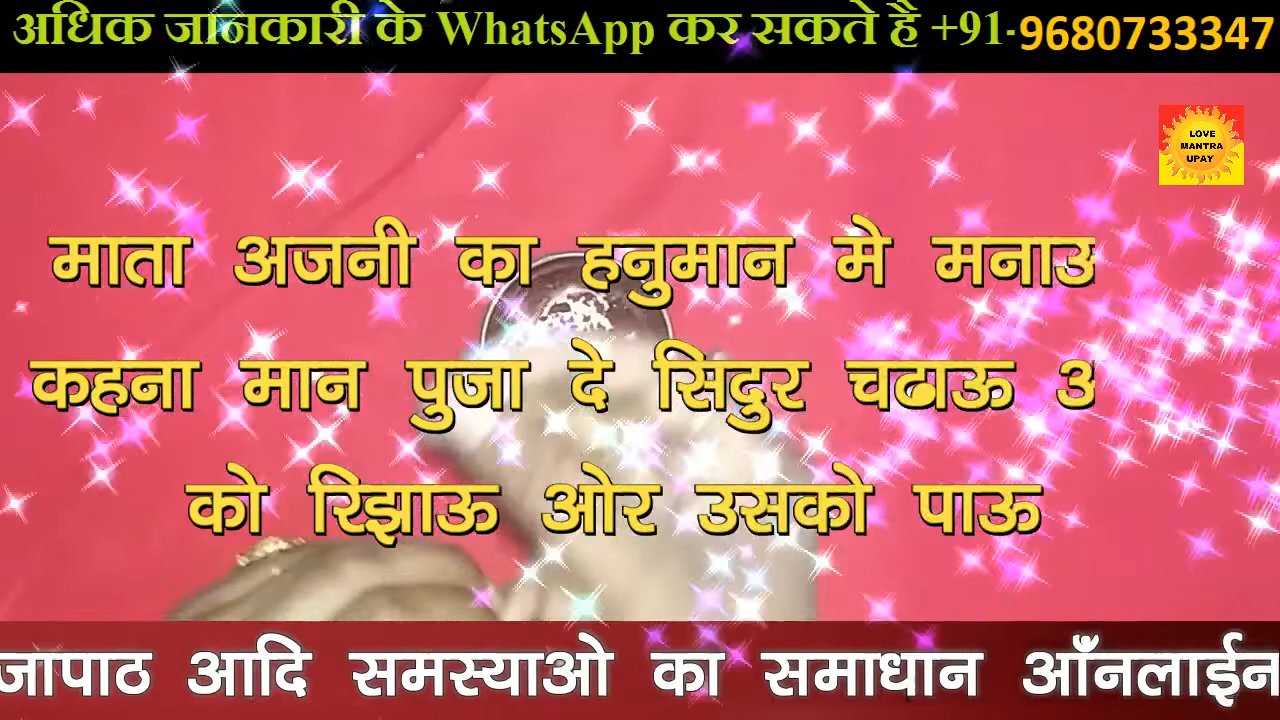 अधिक जानकारी के WhatsApp कर सकते है +91-9680733347
LOVE
MANTRA
UPAY
माता अजनी का हनुमान मे मनाउ
कहना मान पुजा दे सिदुर चढाऊ
को रिझाऊ ओर उसको पाऊ
जापाठ आदि समस्याओ का समाधान आँनलाईन